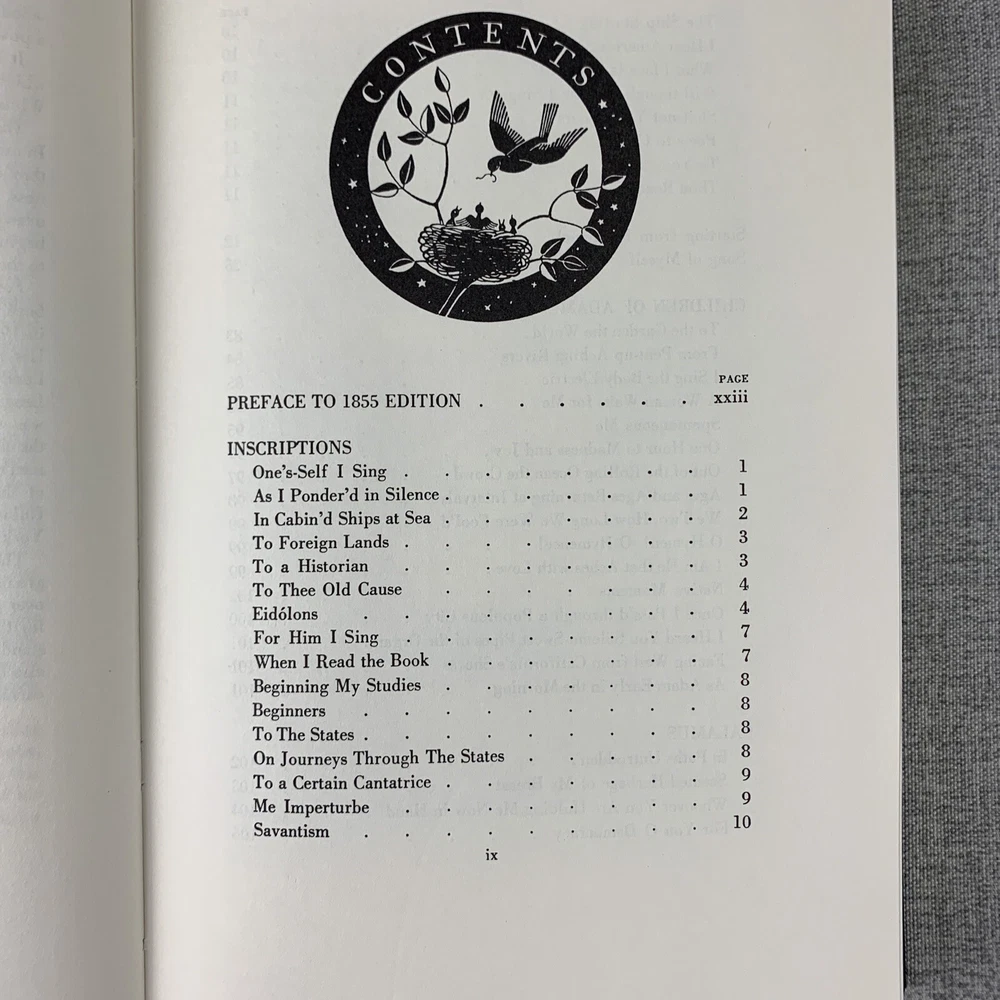 CONTENTS
PAGE
PREFACE TO 1855 EDITION . . . . . . xxiii
INSCRIPTIONS
One's-Self I Sing . . . . . . . . 1
As I Ponder'd in Silence . . . . . . . 1
In Cabin'd Ships at Sea . . . . . . . 2
To Foreign Lands . . . . . . . . 3
To a Historian . . . . . . . . 3
To Thee Old Cause . . . . . . . 4
Eidólons . . . . . . . . . 4
For Him I Sing . . . . . . . . 7
When I Read the Book . . . . . . . 7
Beginning My Studies . . . . . . . 8
Beginners . . . . . . . . . 8
To The States . . . . . . . . . 8
On Journeys Through The States . . . . . 8
To a Certain Cantatrice . . . . . . . 9
Me Imperturbe . . . . . . . . 9
Savantism . . . . . . . . . 10
ix